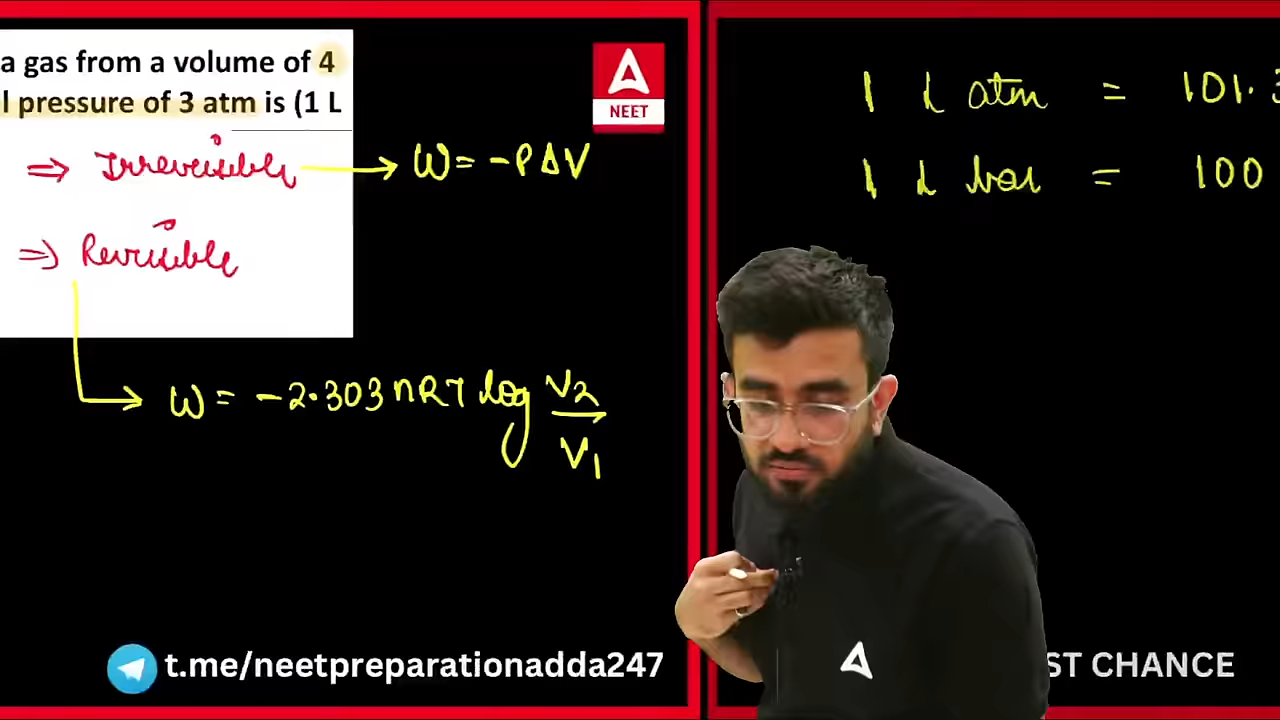 a gas from a volume of 4
l pressure of 3 atm is (1 L
NEET
⇒ Irreversible → W = -PΔV
⇒ Reversible
→ W = -2.303 nRT log V2/V1
1 L atm = 101.3
1 L bar = 100
t.me/neetpreparationadda247
ST CHANCE